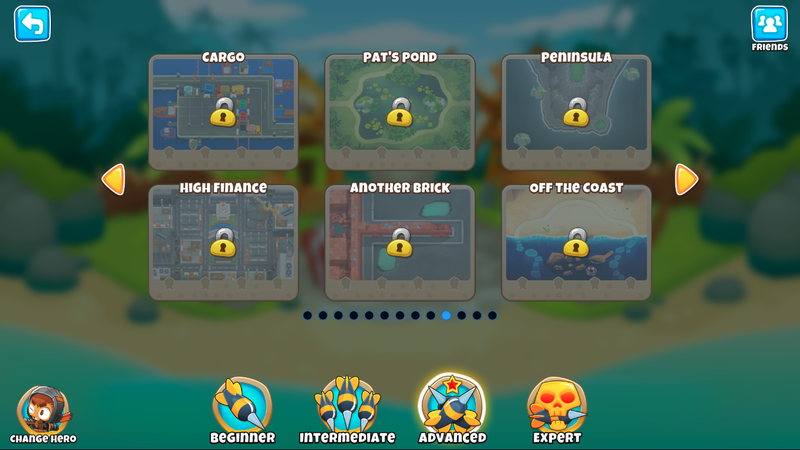 FRIENDS
CARGO
PAT'S POND
PENINSULA
HIGH FINANCE
ANOTHER BRICK
OFF THE COAST
CHANGE HERO
BEGINNER
INTERMEDIATE
ADVANCED
EXPERT